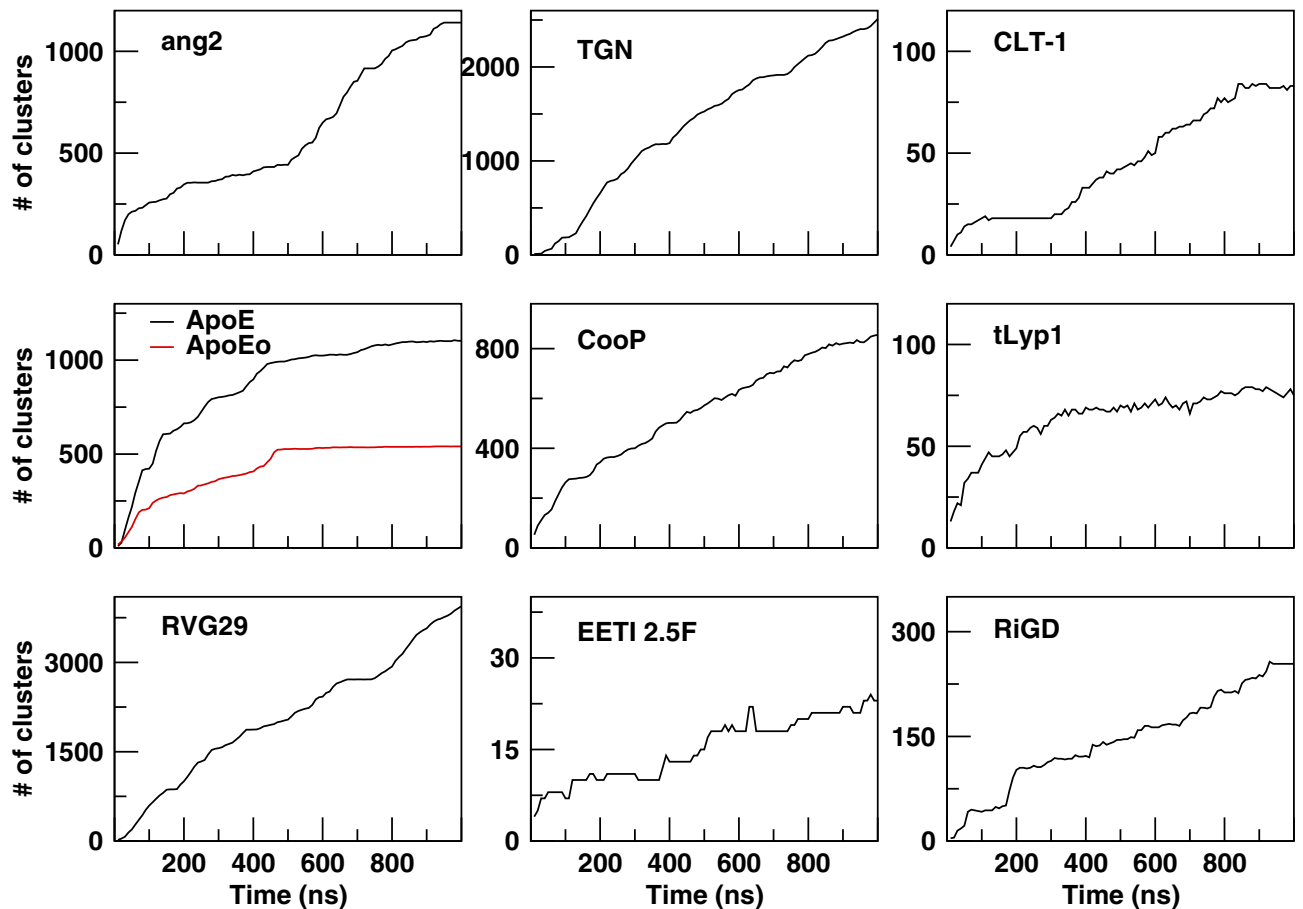 ang2
TGN
CLT-1
# of clusters
1000
500
0
2000
1000
0
100
50
0
ApoE
ApoEo
CooP
tLyp1
# of clusters
1000
500
0
800
400
0
100
50
0
RVG29
EETI 2.5F
RiGD
# of clusters
3000
1500
0
30
15
0
300
150
0
200 400 600 800
200 400 600 800
200 400 600 800
Time (ns)
Time (ns)
Time (ns)